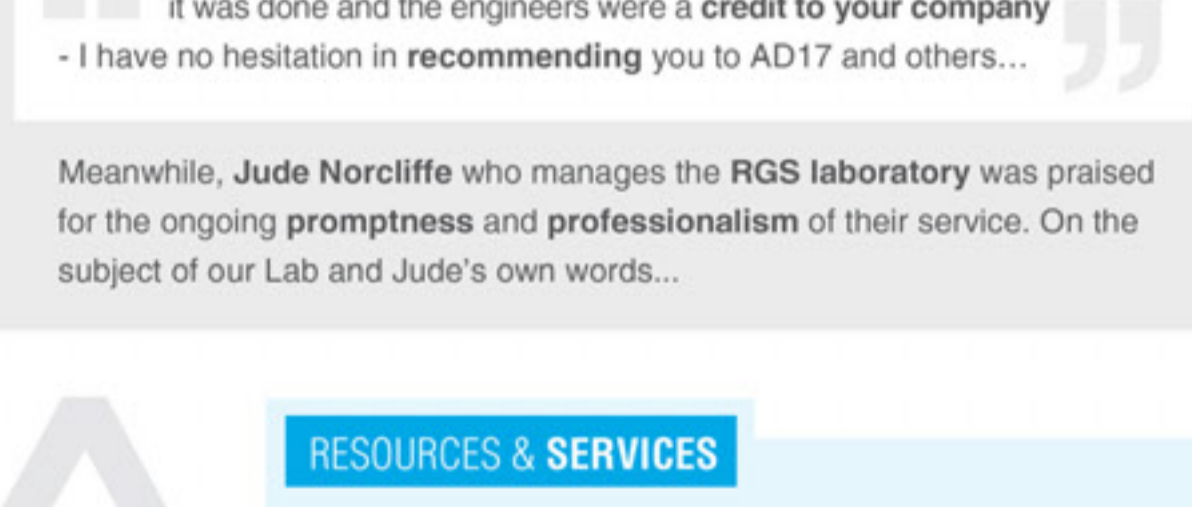 it was done and the engineers were a credit to your company
- I have no hesitation in recommending you to AD17 and others...
Meanwhile, Jude Norcliffe who manages the RGS laboratory was praised
for the ongoing promptness and professionalism of their service. On the
subject of our Lab and Jude's own words...
RESOURCES & SERVICES